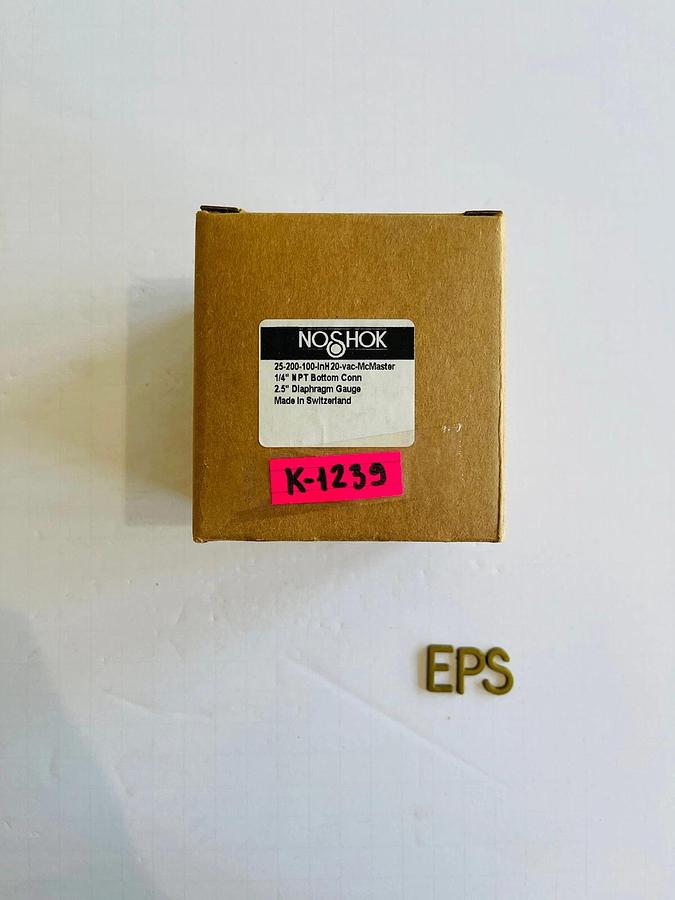 NOSHOK
25-200-100-InH20-vac-McMaster
1/4" NPT Bottom Conn
2.5" Diaphragm Gauge
Made in Switzerland
K-1239
EPS